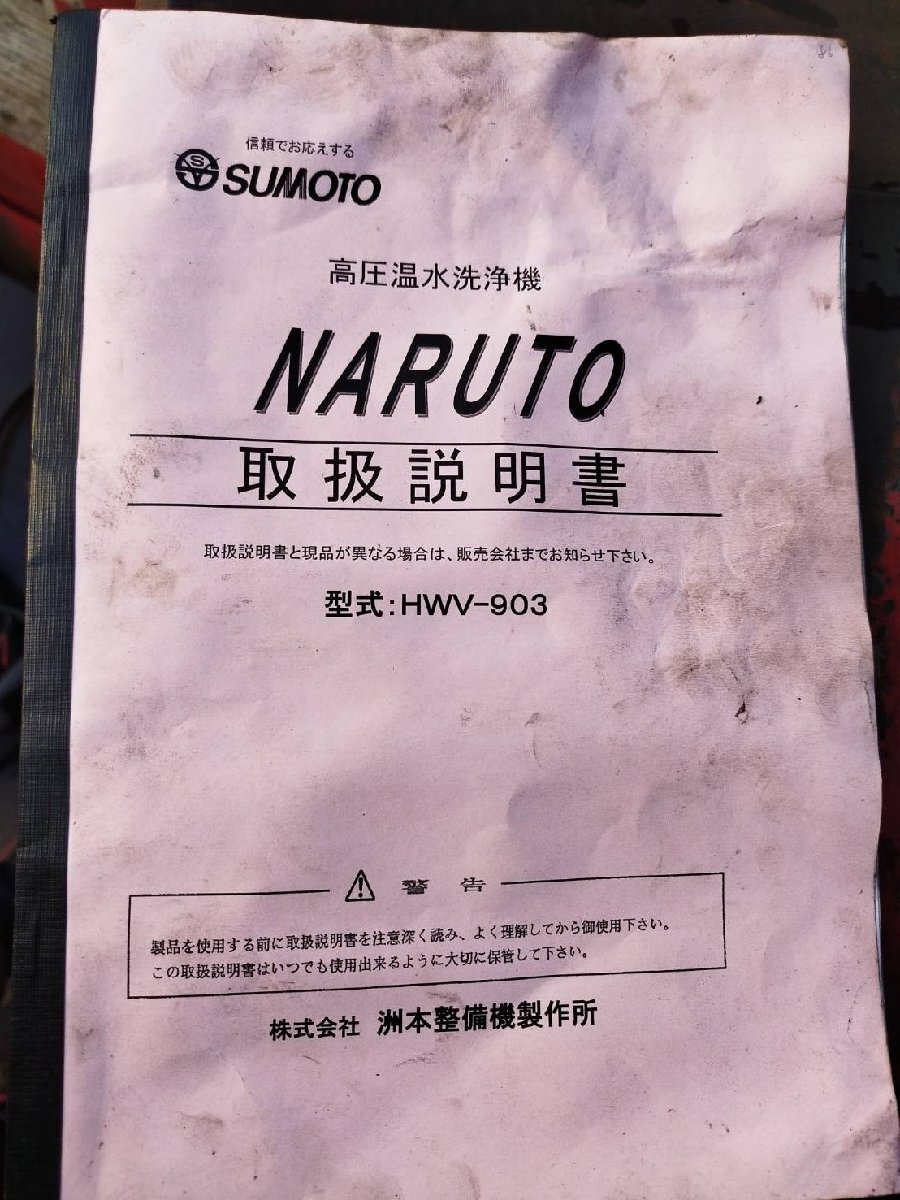 信頼でお応えする
SUMOTO
高圧温水洗浄機
NARUTO
取扱説明書
取扱説明書と現品が異なる場合は、販売会社までお知らせ下さい。
型式:HWV-903
警告
製品を使用する前に取扱説明書を注意深く読み、よく理解してから御使用下さい。
この取扱説明書はいつでも使用出来るように大切に保管して下さい。
株式会社 洲本整備機製作所